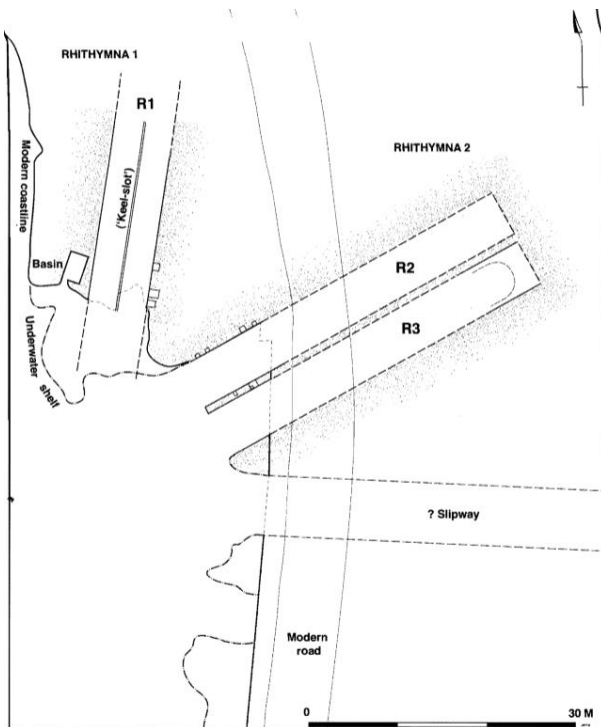 RHITHYMNA 1
R1
Modern coastline
('Keel-slot')
RHITHYMNA 2
Basin
R2
R3
Underwater
shelf
? Slipway
Modern
road
0
30 M